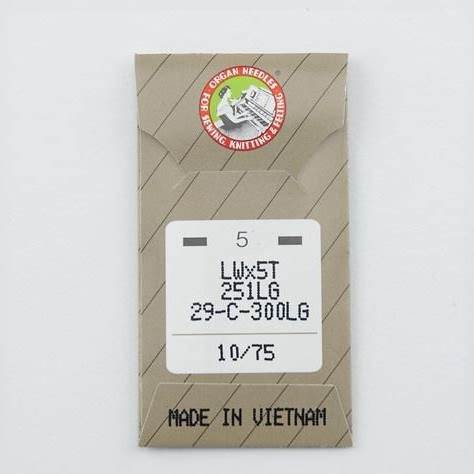 ORGAN NEEDLES
®
FOR SEWING, KNITTING & FELTING
5
LWx5T
251LG
29-C-300LG
10/75
MADE IN VIETNAM